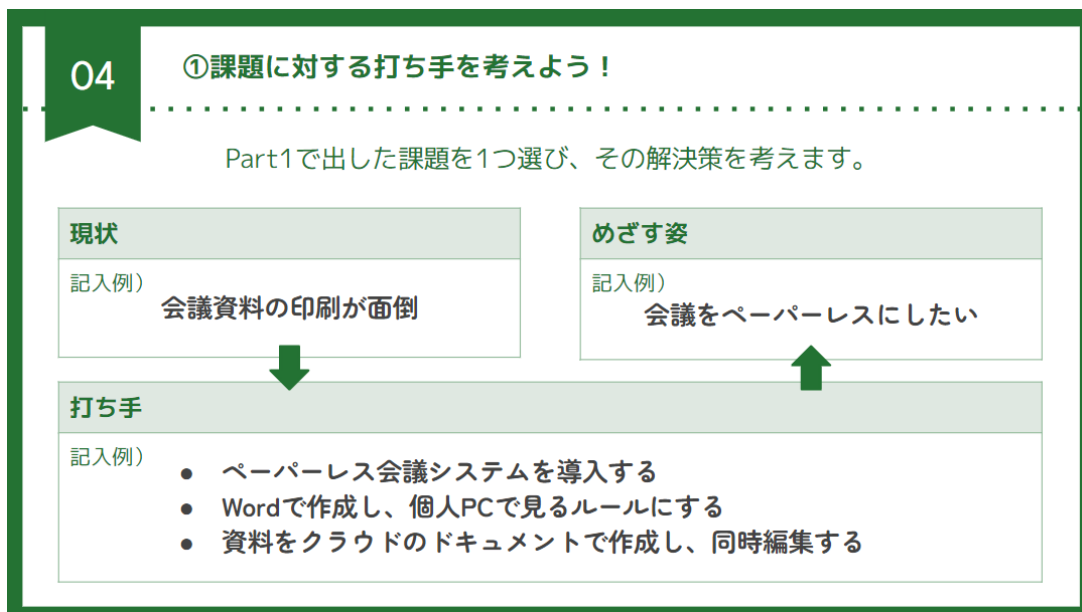 04
①課題に対する打ち手を考えよう！
Part1で出した課題を1つ選び、その解決策を考えます。
現状
記入例）
会議資料の印刷が面倒
めざす姿
記入例）
会議をペーパーレスにしたい
打ち手
記入例）
● ペーパーレス会議システムを導入する
● Wordで作成し、個人PCで見るルールにする
● 資料をクラウドのドキュメントで作成し、同時編集する